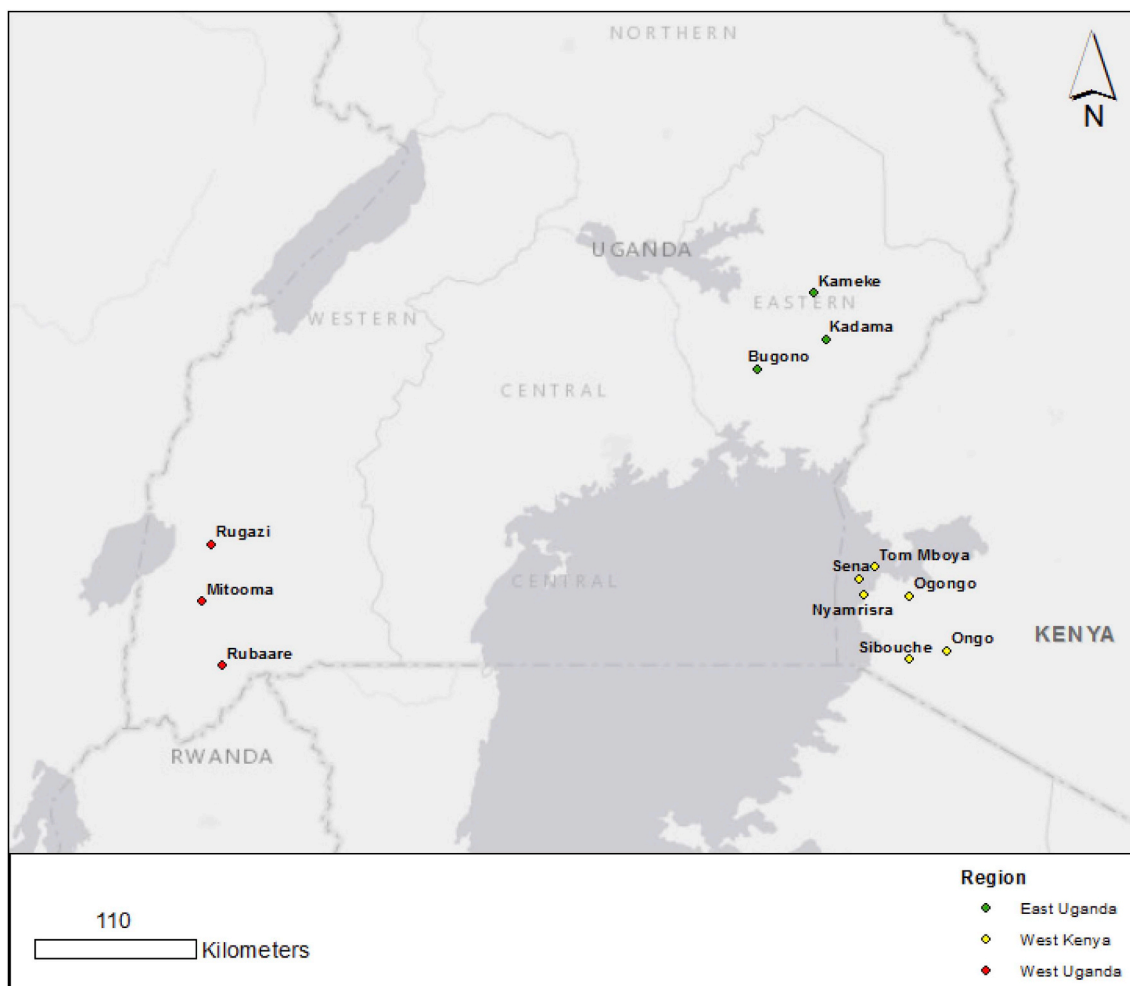 NORTHERN
N
UGANDA
Kameke
EASTERN
WESTERN
Kadama
Bugono
CENTRAL
Rugazi
Tom Mboya
Sena
CENTRAL
Mitooma
Ogongo
Nyamrisra
KENYA
Ongo
Sibouche
Rubaare
RWANDA
Region
110
East Uganda
Kilometers
West Kenya
West Uganda